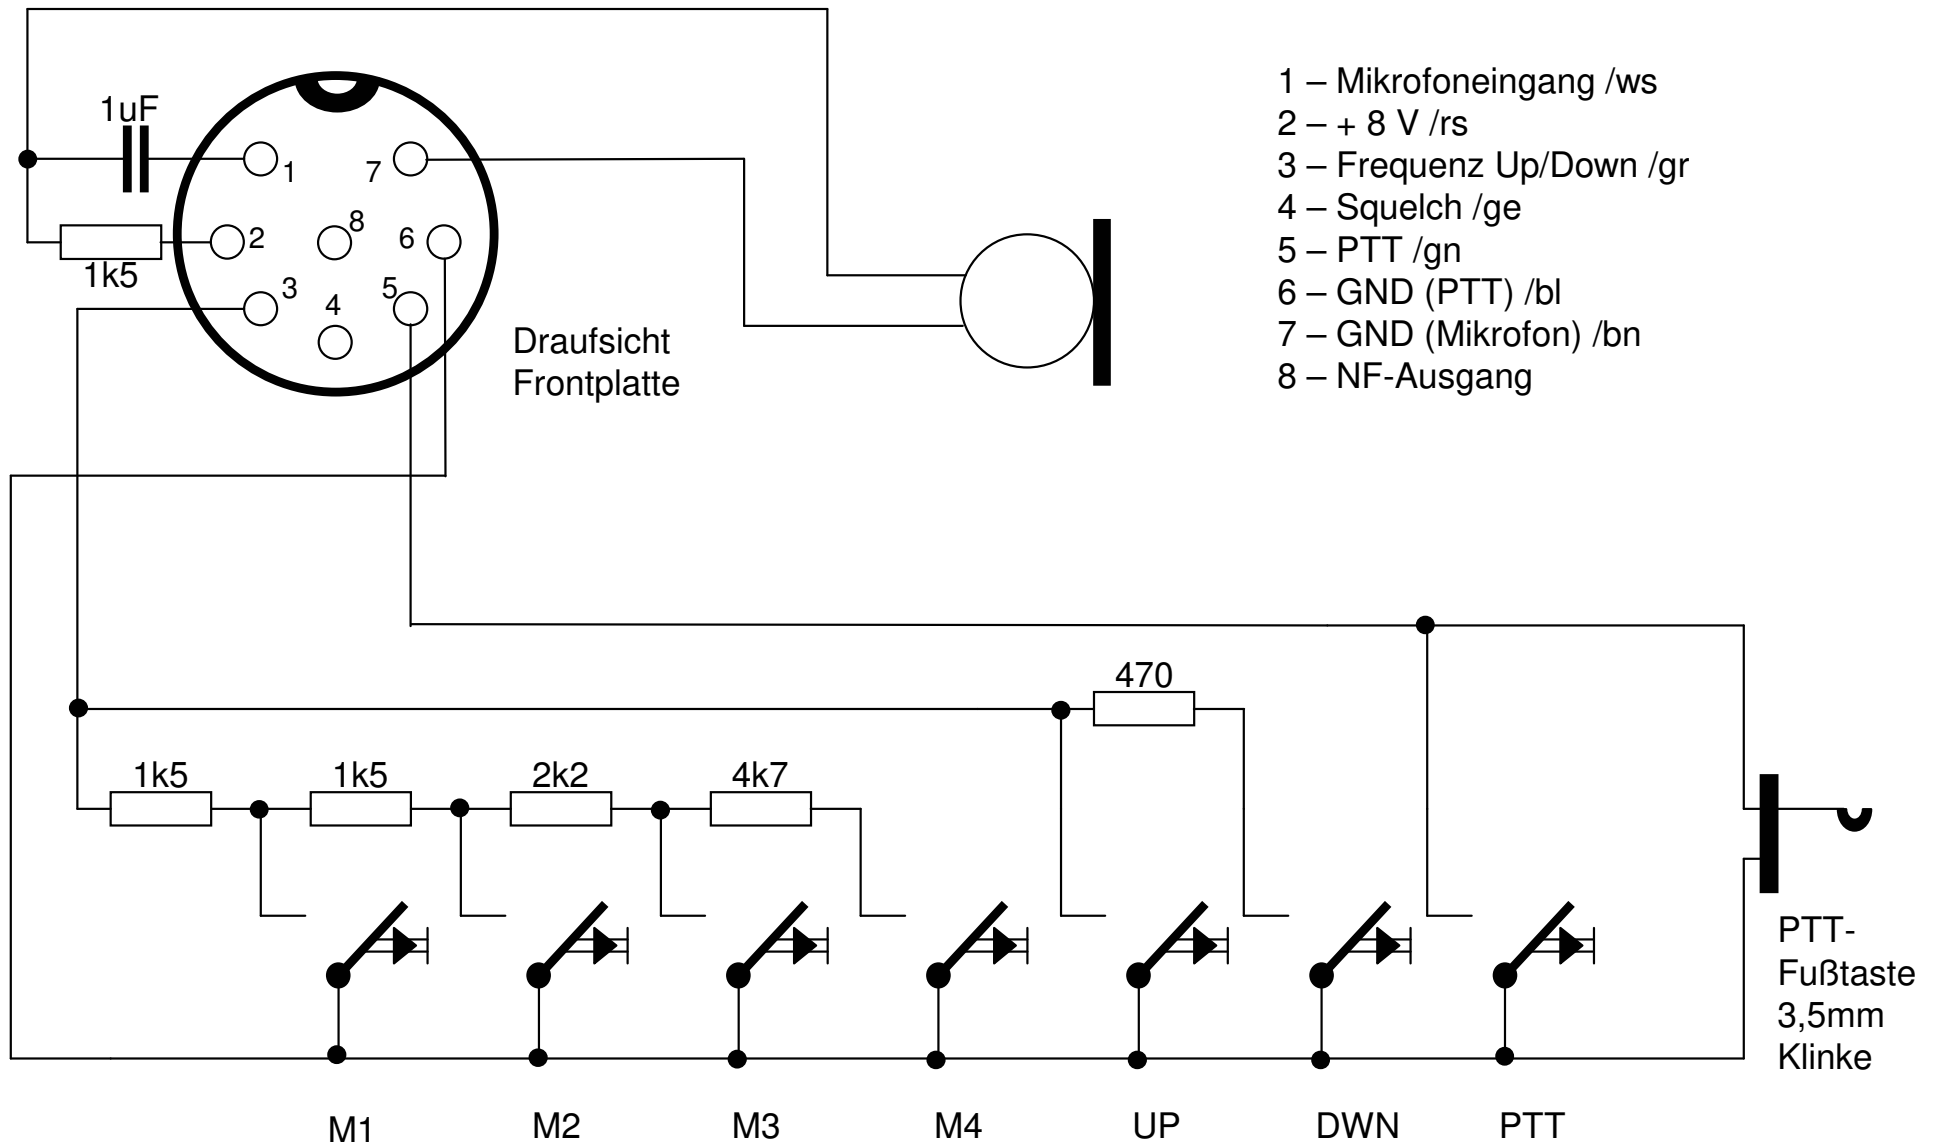 1uF
1
7
2
8
6
1k5
3
4
5
Draufsicht
Frontplatte
1 – Mikrofoneingang /ws
2 – + 8 V /rs
3 – Frequenz Up/Down /gr
4 – Squelch /ge
5 – PTT /gn
6 – GND (PTT) /bl
7 – GND (Mikrofon) /bn
8 – NF-Ausgang
470
1k5
1k5
2k2
4k7
PTT-
Fußtaste
3,5mm
Klinke
M1
M2
M3
M4
UP
DWN
PTT